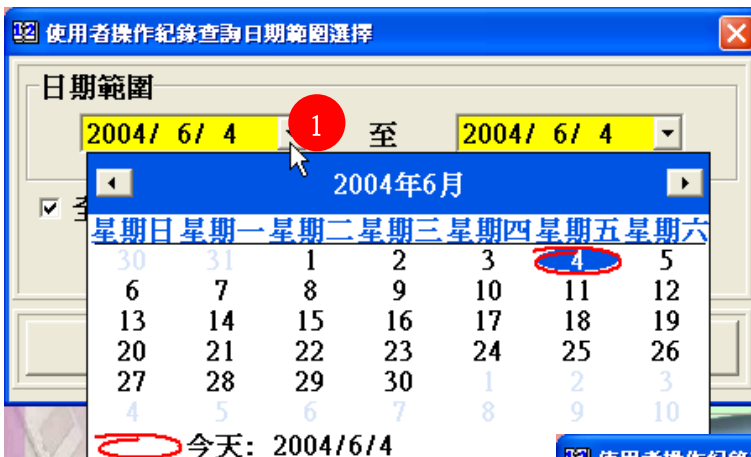 使用者操作紀錄查詢日期範圍選擇
日期範圍
2004/ 6/ 4 1 至 2004/ 6/ 4
2004年6月
星期日 星期一 星期二 星期三 星期四 星期五 星期六
30 31 1 2 3 4 5
6 7 8 9 10 11 12
13 14 15 16 17 18 19
20 21 22 23 24 25 26
27 28 29 30 1 2 3
4 5 6 7 8 9 10
今天: 2004/6/4
使用者操作紀錄